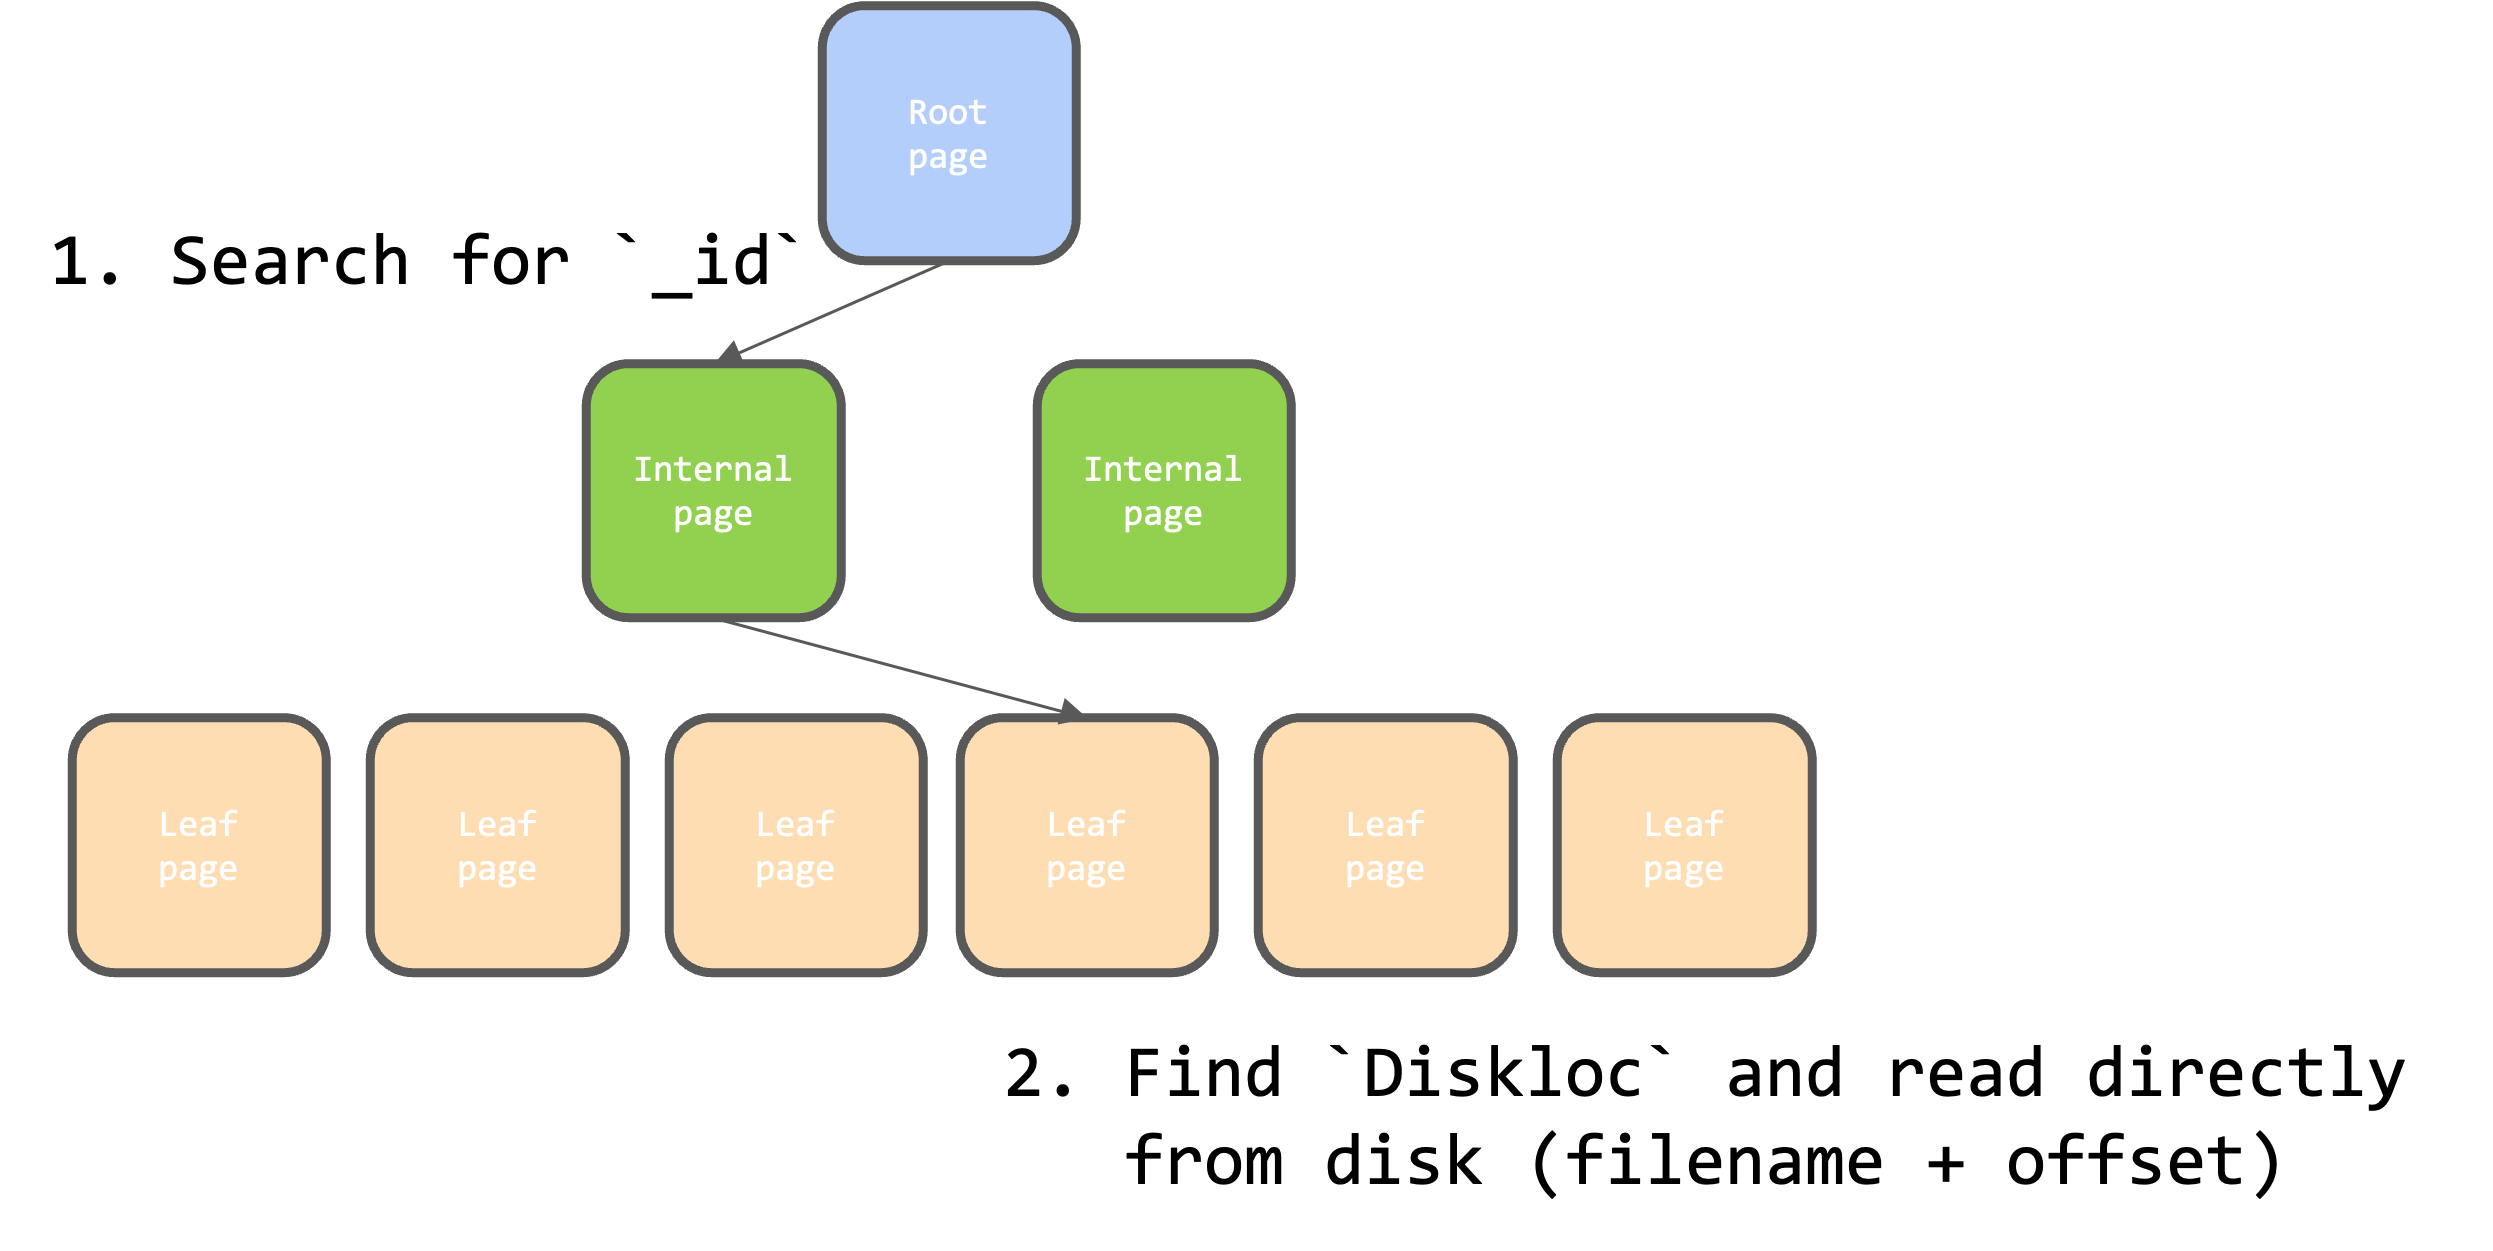 Root
page
1. Search for `_id`
Internal
page
Internal
page
Leaf
page
Leaf
page
Leaf
page
Leaf
page
Leaf
page
Leaf
page
2. Find `Diskloc` and read directly
from disk (filename + offset)